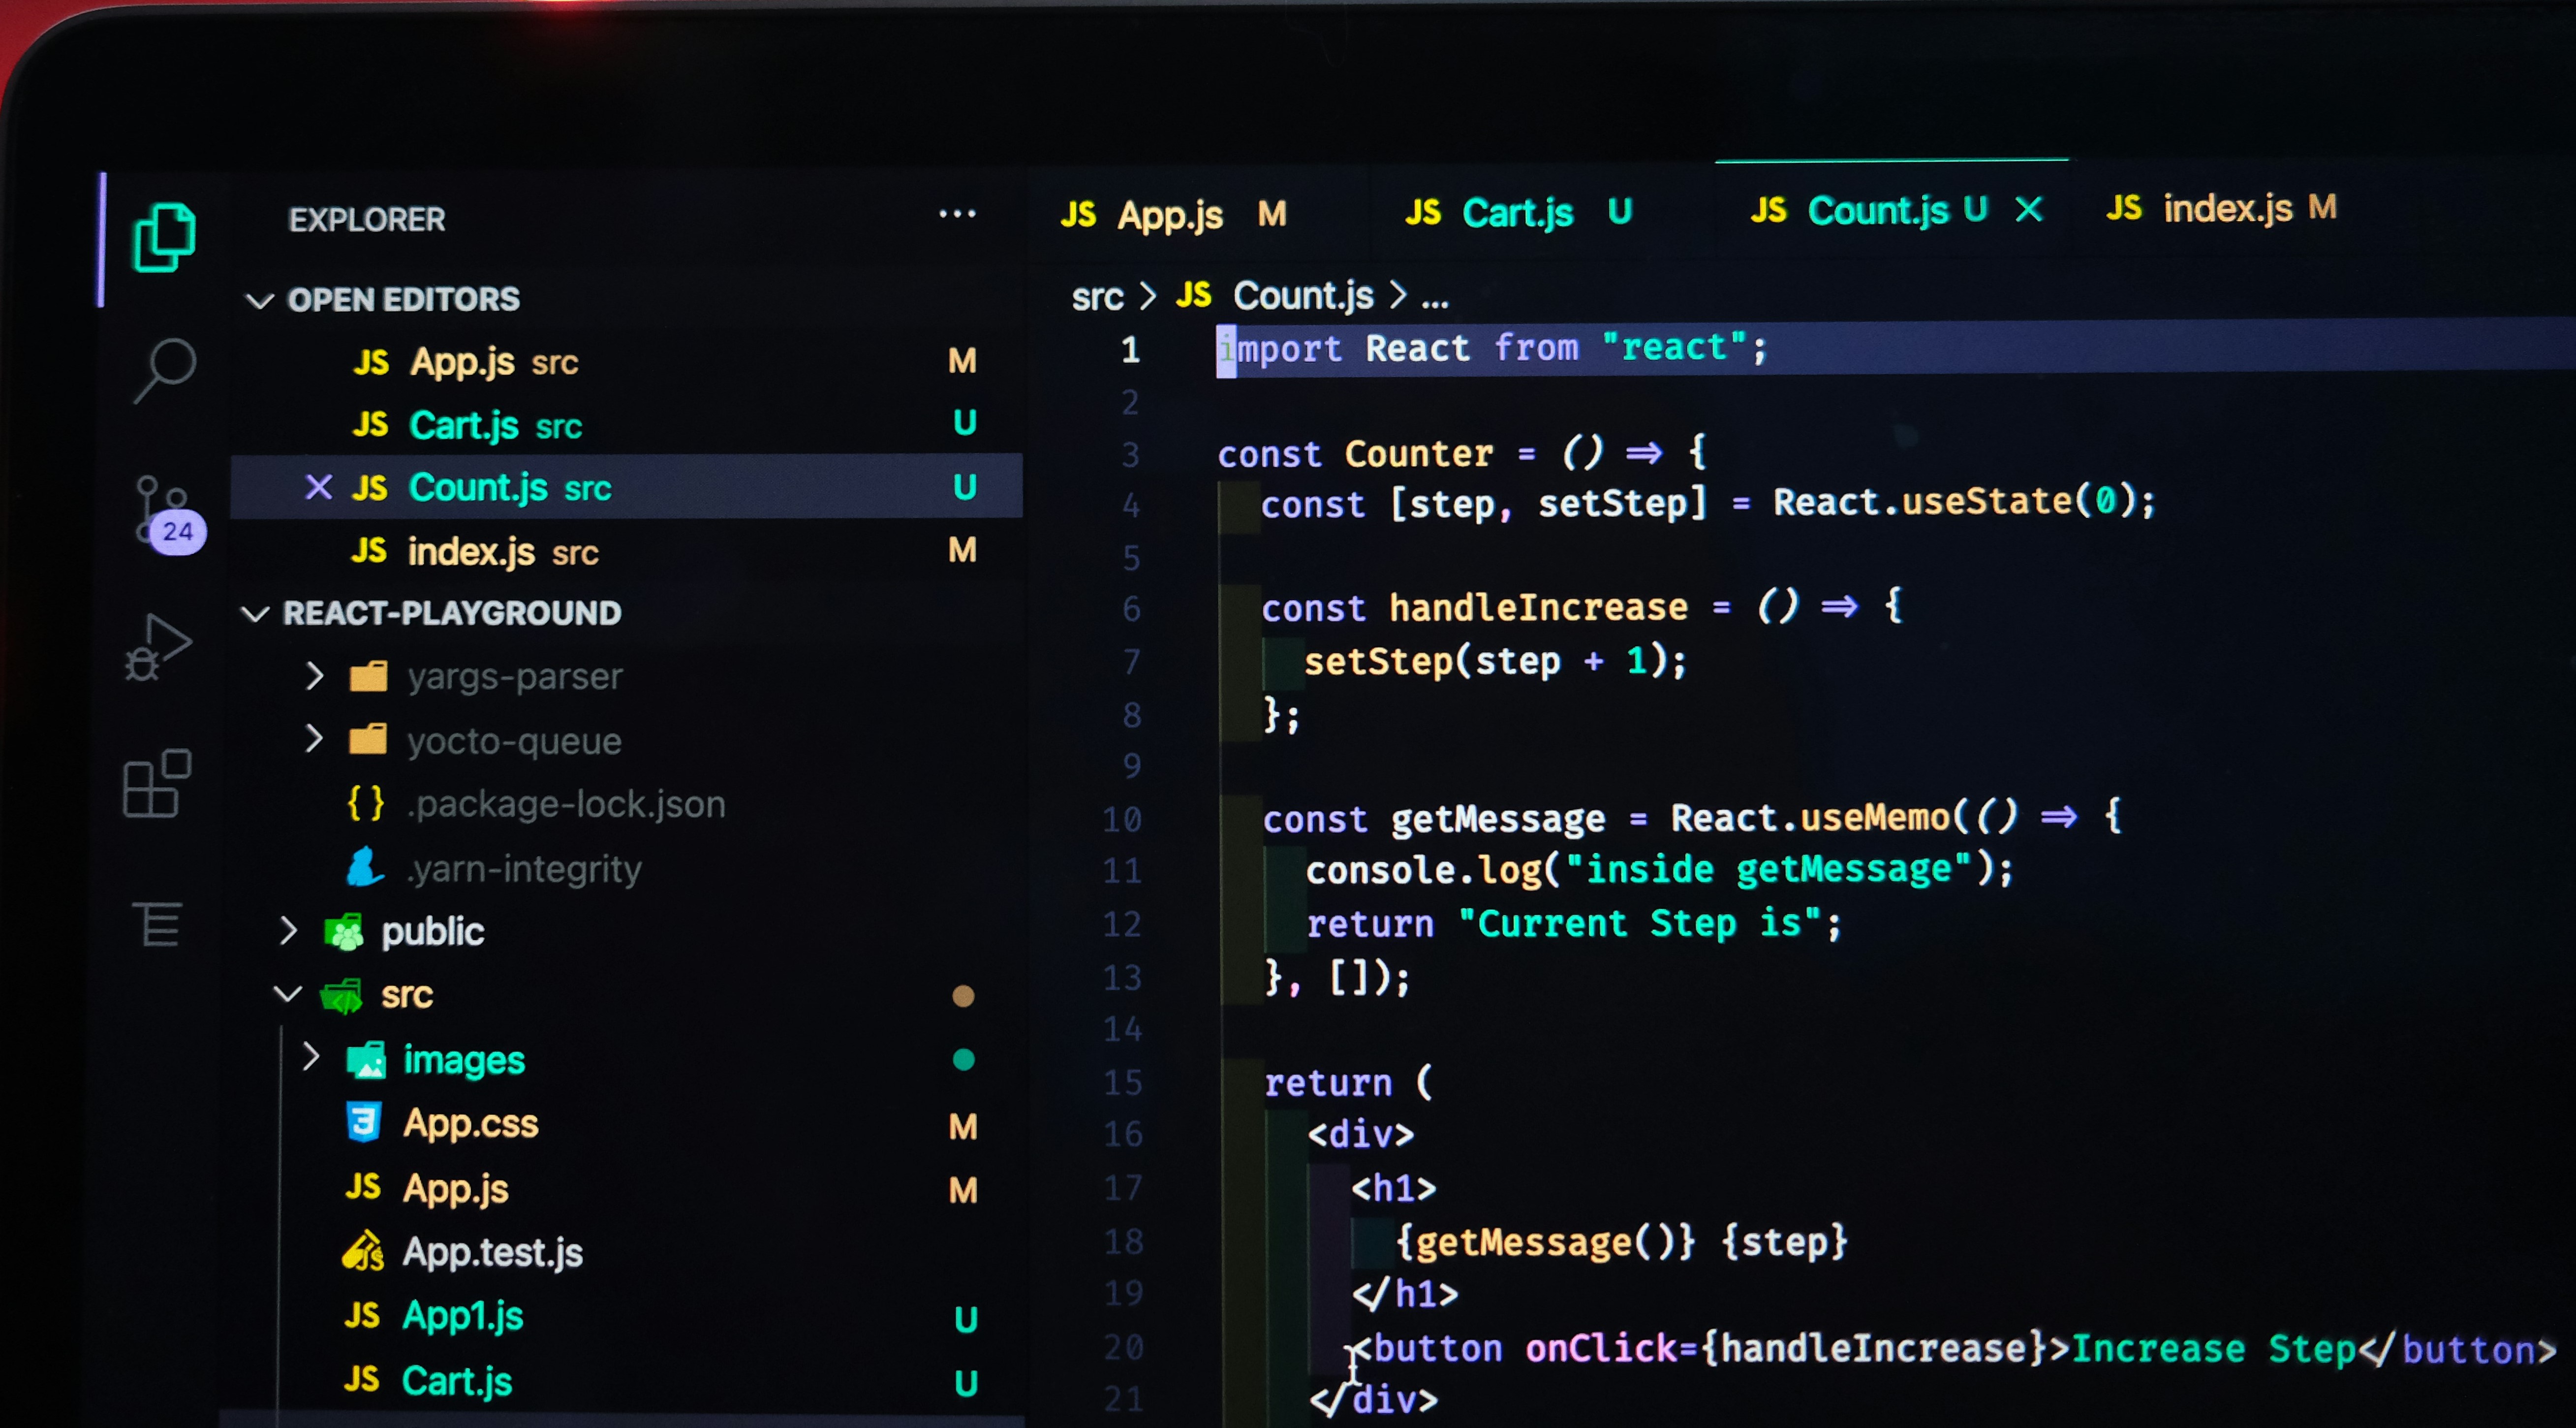 EXPLORER ...
OPEN EDITORS
JS App.js src M
JS Cart.js src U
JS Count.js src U
JS index.js src M
24
REACT-PLAYGROUND
yargs-parser
yocto-queue
{} .package-lock.json
.yarn-integrity
public
src
images
3 App.css M
JS App.js M
JS App.test.js
JS App1.js U
JS Cart.js U
JS App.js M JS Cart.js U JS Count.js U JS index.js M
src > JS Count.js > ...
1 import React from "react";
2
3 const Counter = () => {
4 const [step, setStep] = React.useState(0);
5
6 const handleIncrease = () => {
7 setStep(step + 1);
8 };
9
10 const getMessage = React.useMemo(() => {
11 console.log("inside getMessage");
12 return "Current Step is";
13 }, []);
14
15 return (
16 <div>
17 <h1>
18 {getMessage()} {step}
19 </h1>
20 <button onClick={handleIncrease}>Increase Step</button>
21 </div>